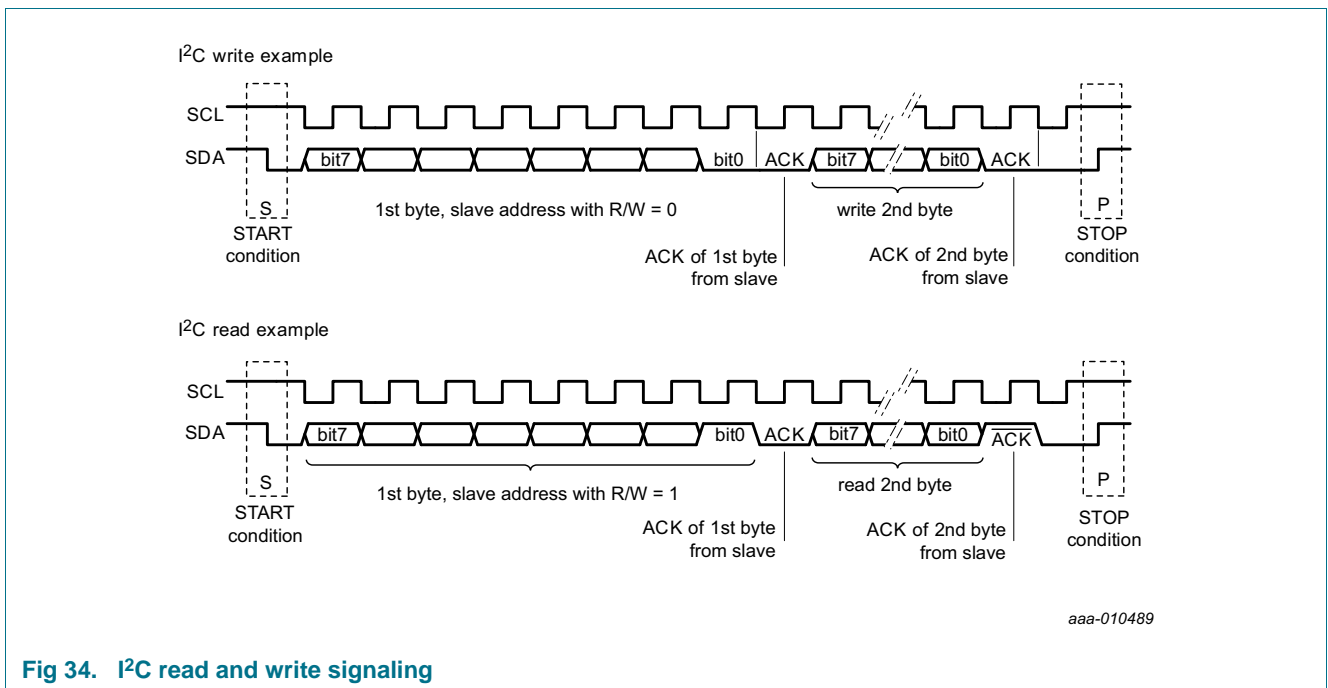 I2C write example
SCL
SDA bit7 bit0 ACK bit7 bit0 ACK
S 1st byte, slave address with R/W = 0 write 2nd byte P
START
condition
ACK of 1st byte
from slave
ACK of 2nd byte
from slave
STOP
condition
I2C read example
SCL
SDA bit7 bit0 ACK bit7 bit0 ACK
S 1st byte, slave address with R/W = 1 read 2nd byte P
START
condition
ACK of 1st byte
from slave
ACK of 2nd byte
from slave
STOP
condition
aaa-010489
Fig 34. I2C read and write signaling